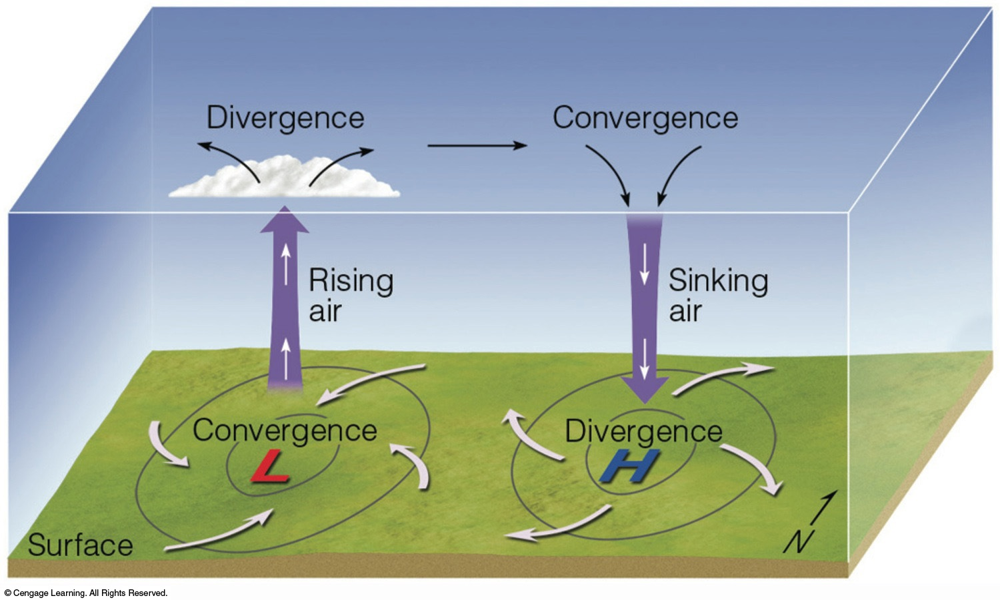 Divergence
Convergence
Rising
air
Sinking
air
Convergence
L
Divergence
H
Surface
N
© Cengage Learning. All Rights Reserved.